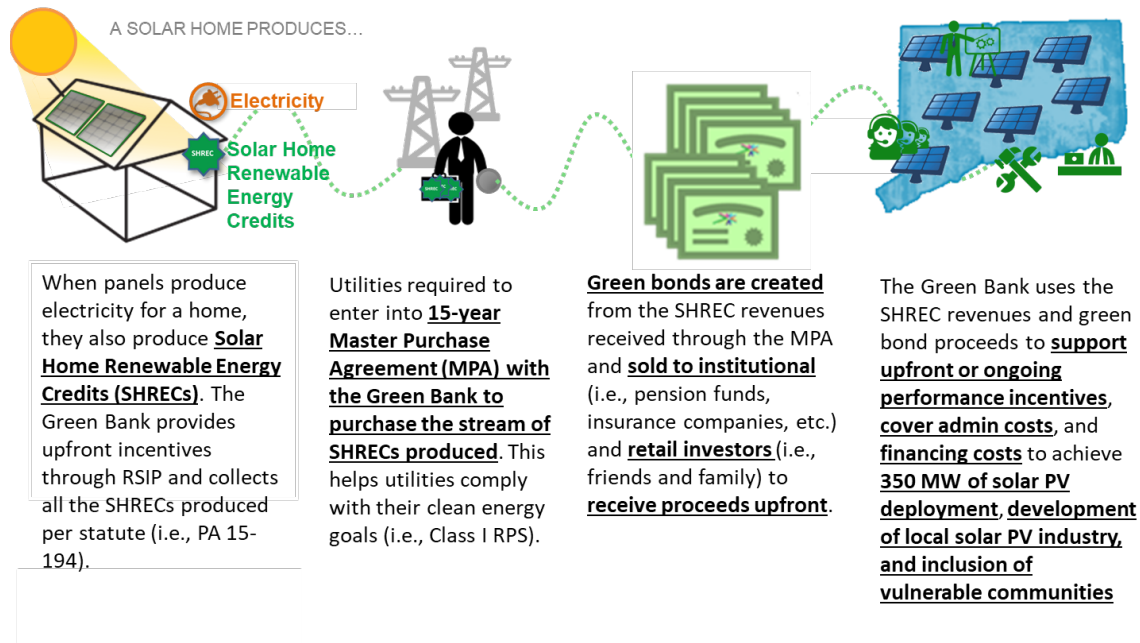 A SOLAR HOME PRODUCES…
Electricity
SHREC
Solar Home
Renewable
Energy
Credits
SHREC
When panels produce
electricity for a home,
they also produce Solar
Home Renewable Energy
Credits (SHRECs). The
Green Bank provides
upfront incentives
through RSIP and collects
all the SHRECs produced
per statute (i.e., PA 15-
194).
Utilities required to
enter into 15-year
Master Purchase
Agreement (MPA) with
the Green Bank to
purchase the stream of
SHRECs produced. This
helps utilities comply
with their clean energy
goals (i.e., Class I RPS).
Green bonds are created
from the SHREC revenues
received through the MPA
and sold to institutional
(i.e., pension funds,
insurance companies, etc.)
and retail investors (i.e.,
friends and family) to
receive proceeds upfront.
The Green Bank uses the
SHREC revenues and green
bond proceeds to support
upfront or ongoing
performance incentives,
cover admin costs, and
financing costs to achieve
350 MW of solar PV
deployment, development
of local solar PV industry,
and inclusion of
vulnerable communities